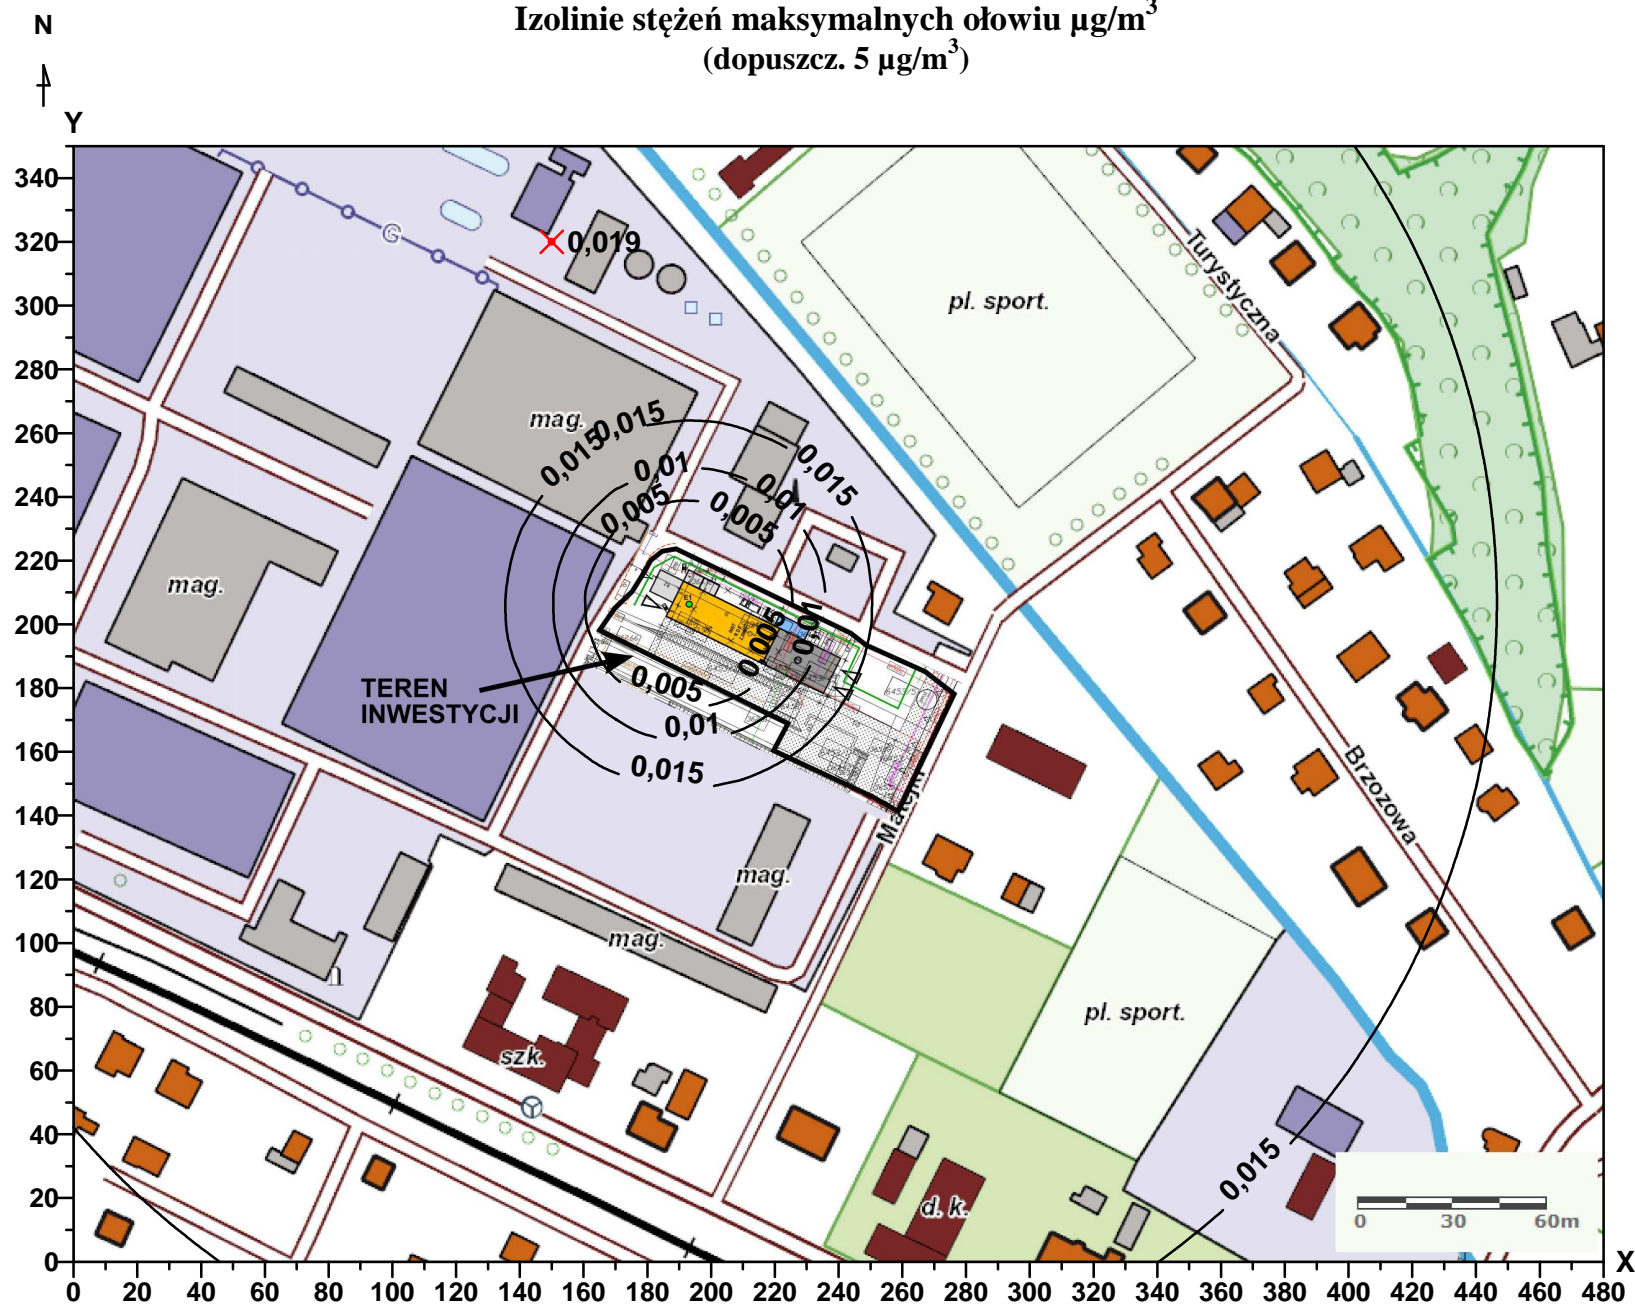 Izolinie stężeń maksymalnych ołowiu µg/m³
(dopuszcz. 5 µg/m³)
N
Y
340
320
300
280
260
240
220
200
180
160
140
120
100
80
60
40
20
0
G
0,019
pl. sport.
Turystyczna
mag.
0,015
0,015
0,015
0,01
0,01
0,005
0,005
mag.
E1
0,005
0,01
TEREN
INWESTYCJI
0,005
0,01
0,015
Matejki
Brzozowa
mag.
mag.
szk.
pl. sport.
d. k.
0,015
0 30 60m
X
0 20 40 60 80 100 120 140 160 180 200 220 240 260 280 300 320 340 360 380 400 420 440 460 480